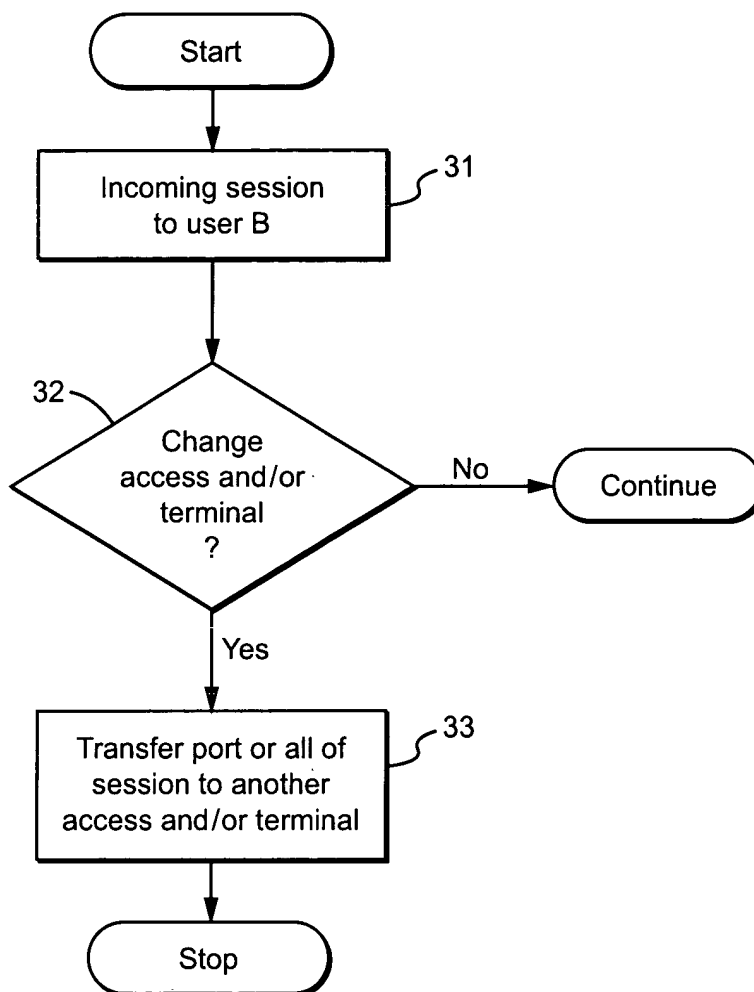 Start
Incoming session
to user B
31
32
Change
access and/or
terminal
?
No
Continue
Yes
Transfer port or all of
session to another
access and/or terminal
33
Stop